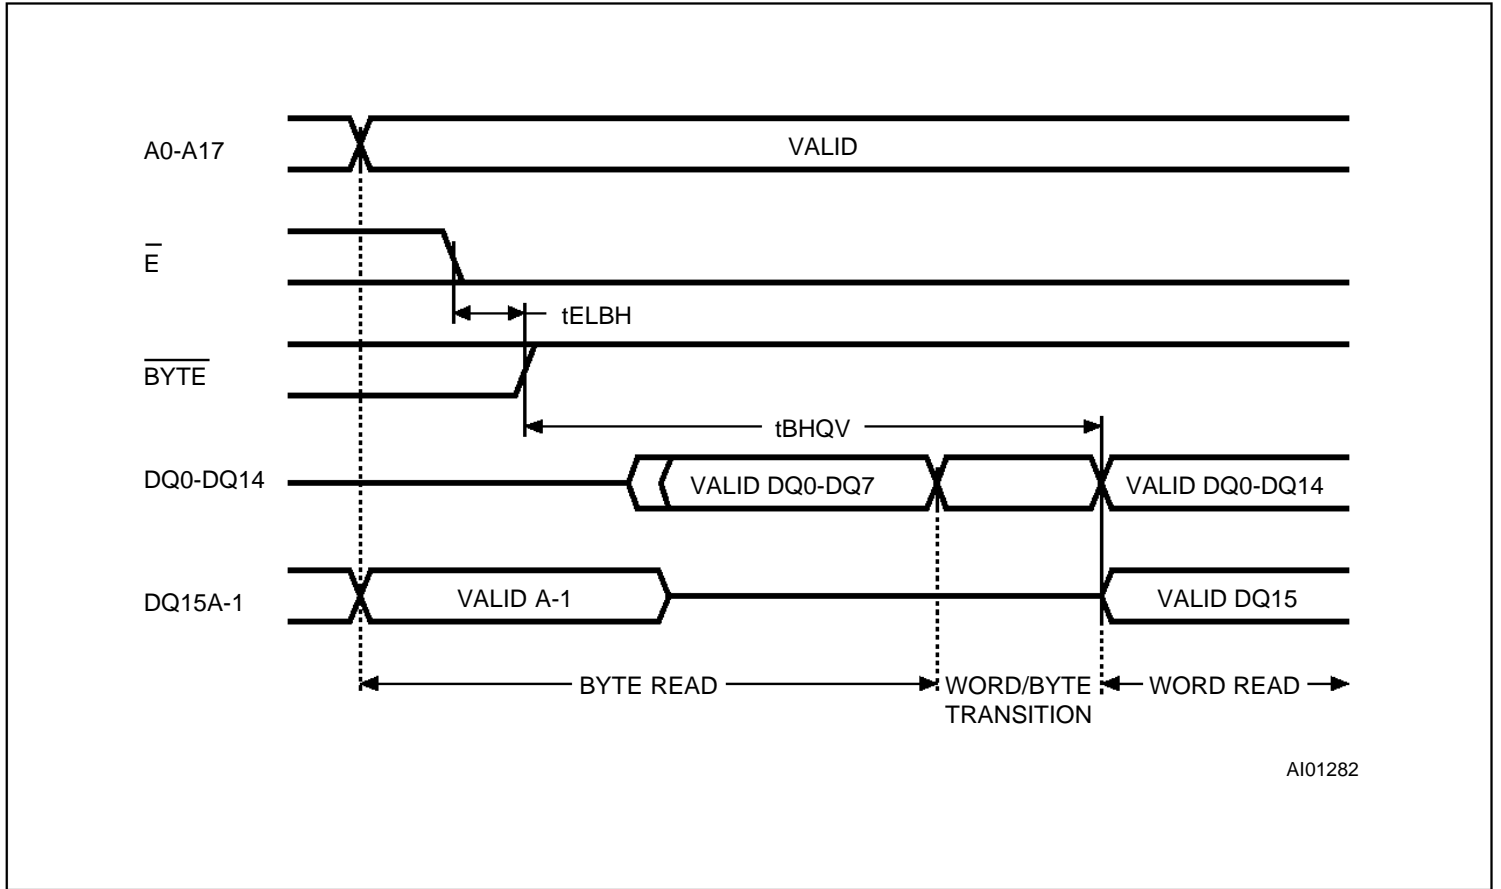 A0-A17
VALID
E
tELBH
BYTE
tBHQV
DQ0-DQ14
VALID DQ0-DQ7
VALID DQ0-DQ14
DQ15A-1
VALID A-1
VALID DQ15
BYTE READ
WORD/BYTE
TRANSITION
WORD READ
AI01282